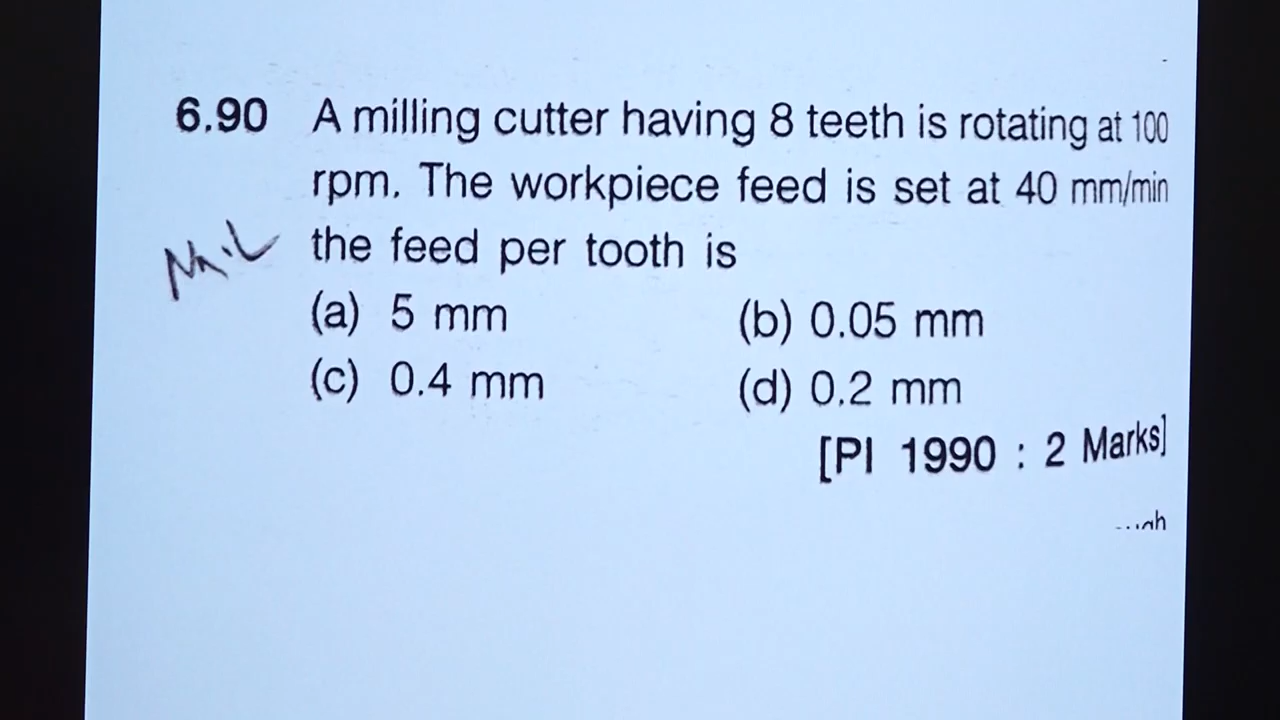 6.90 A milling cutter having 8 teeth is rotating at 100
rpm. The workpiece feed is set at 40 mm/min
the feed per tooth is
(a) 5 mm (b) 0.05 mm
(c) 0.4 mm (d) 0.2 mm
[PI 1990 : 2 Marks]